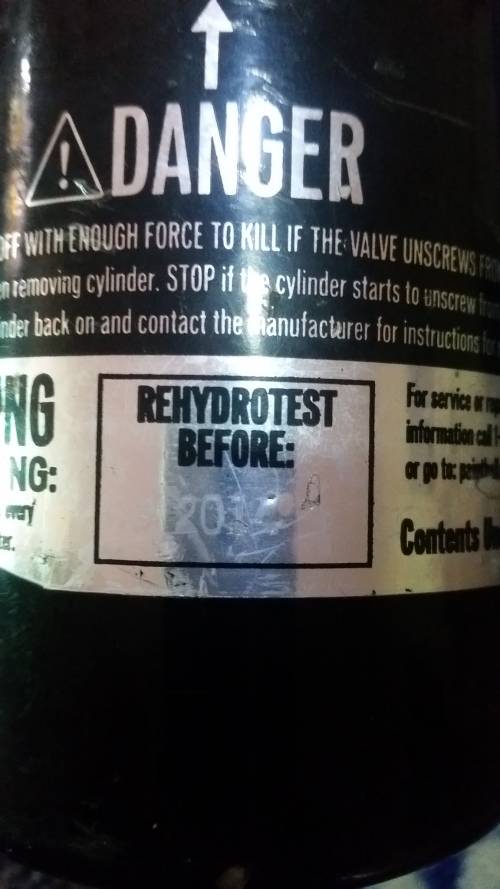 DANGER
WITH ENOUGH FORCE TO KILL IF THE VALVE UNSCREWS
removing cylinder. STOP if the cylinder starts to unscrew
back on and contact the manufacturer for instructions
REHYDROTEST
BEFORE:
NG:
For service or
information call
or go to:
Contents